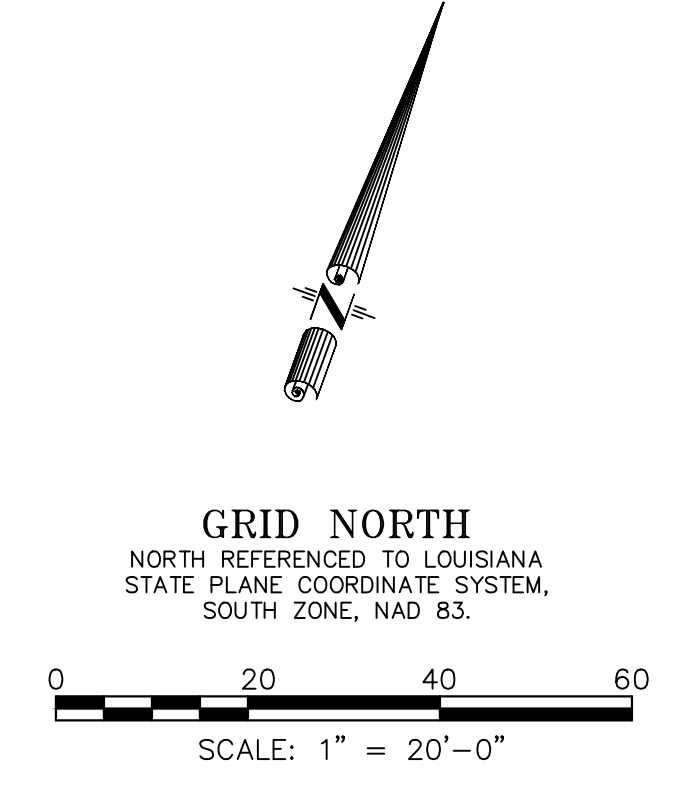 N
GRID NORTH
NORTH REFERENCED TO LOUISIANA
STATE PLANE COORDINATE SYSTEM,
SOUTH ZONE, NAD 83.
0 20 40 60
SCALE: 1" = 20'-0"